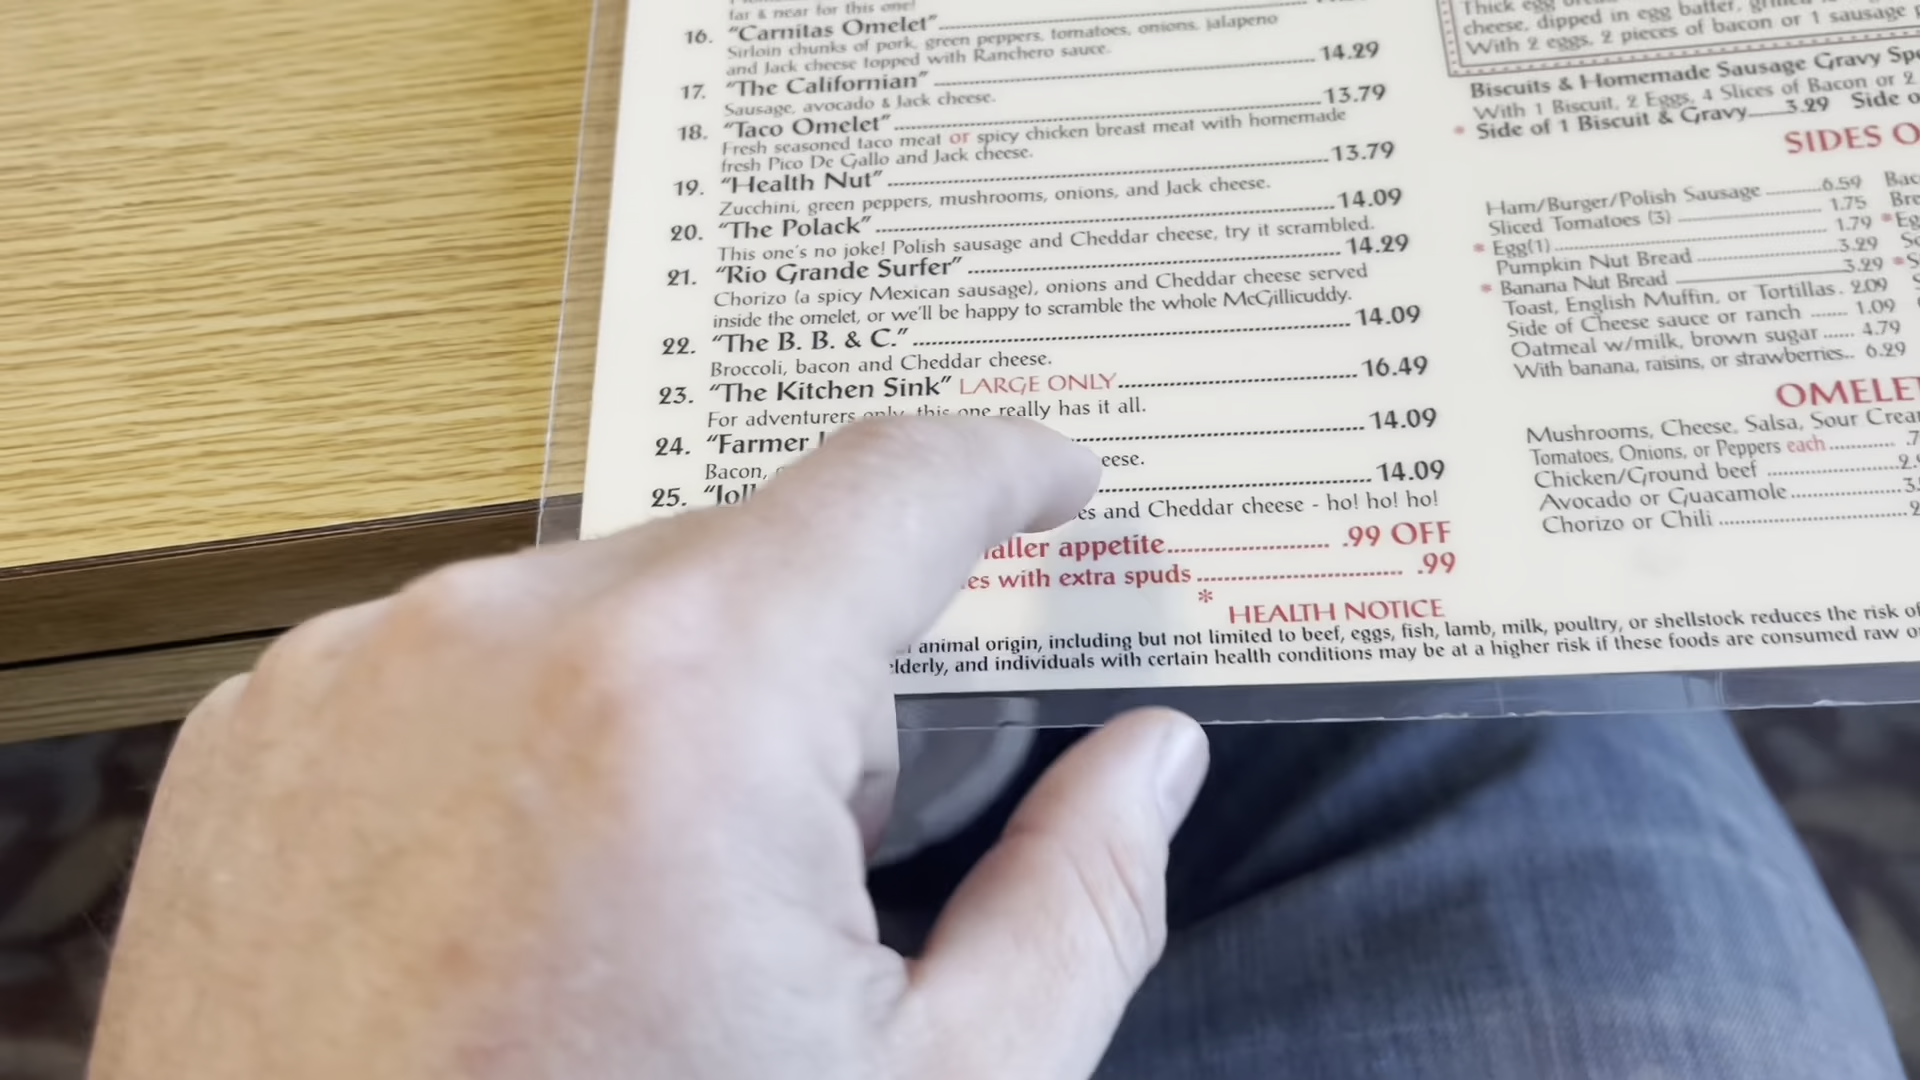 far & near for this one!
16. "Carnitas Omelet"
Sirloin chunks of pork, green peppers, tomatoes, onions, jalapeno
and Jack cheese topped with Ranchero sauce.
17. "The Californian" 14.29
Sausage, avocado & Jack cheese.
18. "Taco Omelet" 13.79
Fresh seasoned taco meat or spicy chicken breast meat with homemade
fresh Pico De Gallo and Jack cheese.
19. "Health Nut" 13.79
Zucchini, green peppers, mushrooms, onions, and Jack cheese.
20. "The Polack" 14.09
This one's no joke! Polish sausage and Cheddar cheese, try it scrambled.
21. "Rio Grande Surfer" 14.29
Chorizo (a spicy Mexican sausage), onions and Cheddar cheese served
inside the omelet, or we'll be happy to scramble the whole McGillicuddy.
22. "The B. B. & C." 14.09
Broccoli, bacon and Cheddar cheese.
23. "The Kitchen Sink" LARGE ONLY 16.49
For adventurers only, this one really has it all.
24. "Farmer 14.09
Bacon,
25. 14.09
and Cheddar cheese - ho! ho! ho!
appetite .99 OFF
with extra spuds .99
*
HEALTH NOTICE
animal origin, including but not limited to beef, eggs, fish, lamb, milk, poultry, or shellstock reduces the risk of
and individuals with certain health conditions may be at a higher risk if these foods are consumed raw
Thick egg
cheese, dipped in egg batter,
With 2 eggs, 2 pieces of bacon or 1 sausage
Biscuits & Homemade Sausage Gravy
With 1 Biscuit, 2 Eggs, 4 Slices of Bacon or 2
* Side of 1 Biscuit & Gravy 3.29 Side
SIDES
Ham/Burger/Polish Sausage 6.59
Sliced Tomatoes (3) 1.75
* Egg(1) 1.79
Pumpkin Nut Bread 3.29
* Banana Nut Bread 3.29
Toast, English Muffin, or Tortillas. 2.09
Side of Cheese sauce or ranch 1.09
Oatmeal w/milk, brown sugar 4.79
With banana, raisins, or strawberries.. 6.29
Mushrooms, Cheese, Salsa, Sour
Tomatoes, Onions, or Peppers each
Chicken/Ground beef
Avocado or Guacamole
Chorizo or Chili